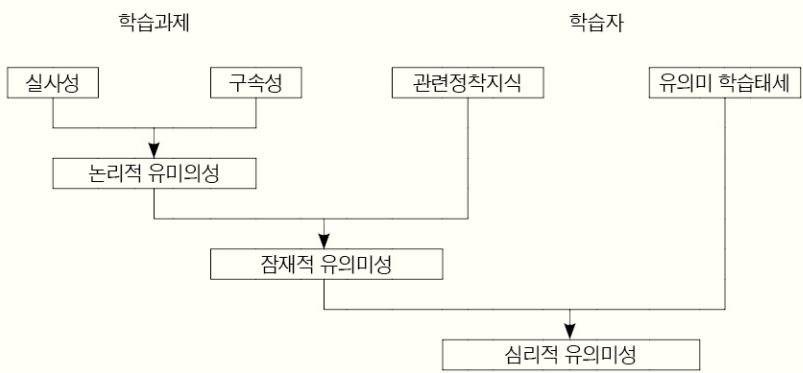 학습과제 학습자
실사성 구속성 관련정착지식 유의미 학습태세
논리적 유미의성
잠재적 유의미성
심리적 유의미성